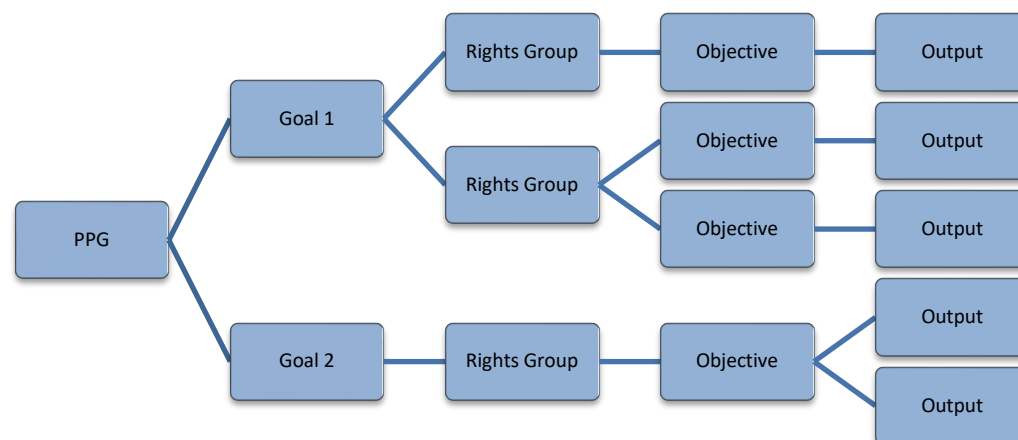 Rights Group
Objective
Output
Goal 1
Objective
Output
Rights Group
Objective
Output
PPG
Output
Goal 2
Rights Group
Objective
Output